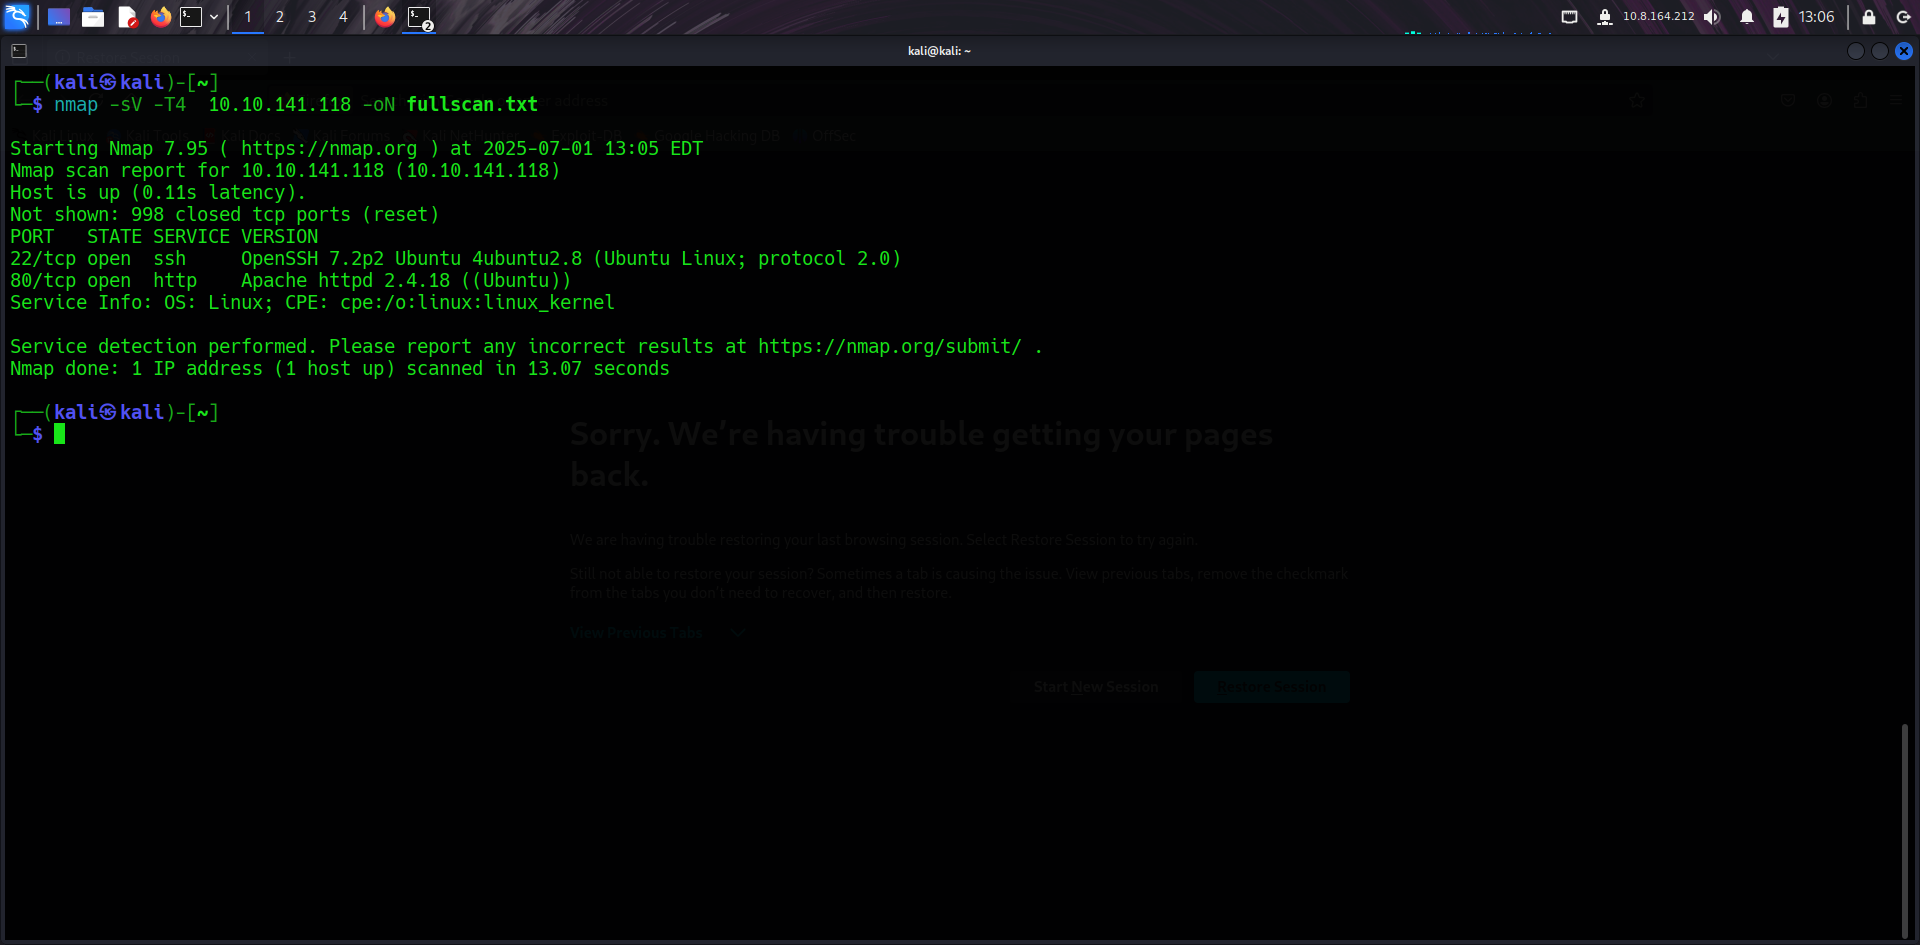 1 2 3 4
10.8.164.212
13:06
kali@kali: ~
┌──(kali㉿kali)-[~]
└─$ nmap -sV -T4  10.10.141.118 -oN fullscan.txt
Starting Nmap 7.95 ( https://nmap.org ) at 2025-07-01 13:05 EDT
Nmap scan report for 10.10.141.118 (10.10.141.118)
Host is up (0.11s latency).
Not shown: 998 closed tcp ports (reset)
PORT   STATE SERVICE VERSION
22/tcp open  ssh     OpenSSH 7.2p2 Ubuntu 4ubuntu2.8 (Ubuntu Linux; protocol 2.0)
80/tcp open  http    Apache httpd 2.4.18 ((Ubuntu))
Service Info: OS: Linux; CPE: cpe:/o:linux:linux_kernel
Service detection performed. Please report any incorrect results at https://nmap.org/submit/ .
Nmap done: 1 IP address (1 host up) scanned in 13.07 seconds
┌──(kali㉿kali)-[~]
└─$
Sorry. We're having trouble getting your pages
back.
We are having trouble restoring your last browsing session. Select Restore Session to try again.
Still not able to restore your session? Sometimes a tab is causing the issue. View previous tabs, remove the checkmark
from the tabs you don't need to recover, and then restore.
View Previous Tabs
Start New Session
Restore Session